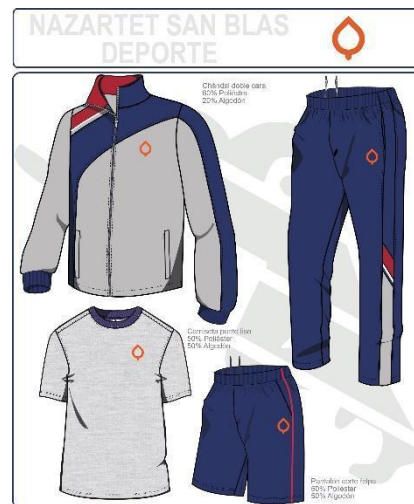 NAZARTET SAN BLAS
DEPORTE
Chándal doble cara
80% Poliéstre
20% Algodón
Camiseta punto liso
50% Poliéster
50% Algodón
Pantalón corto felpa
50% Poliéster
50% Algodón